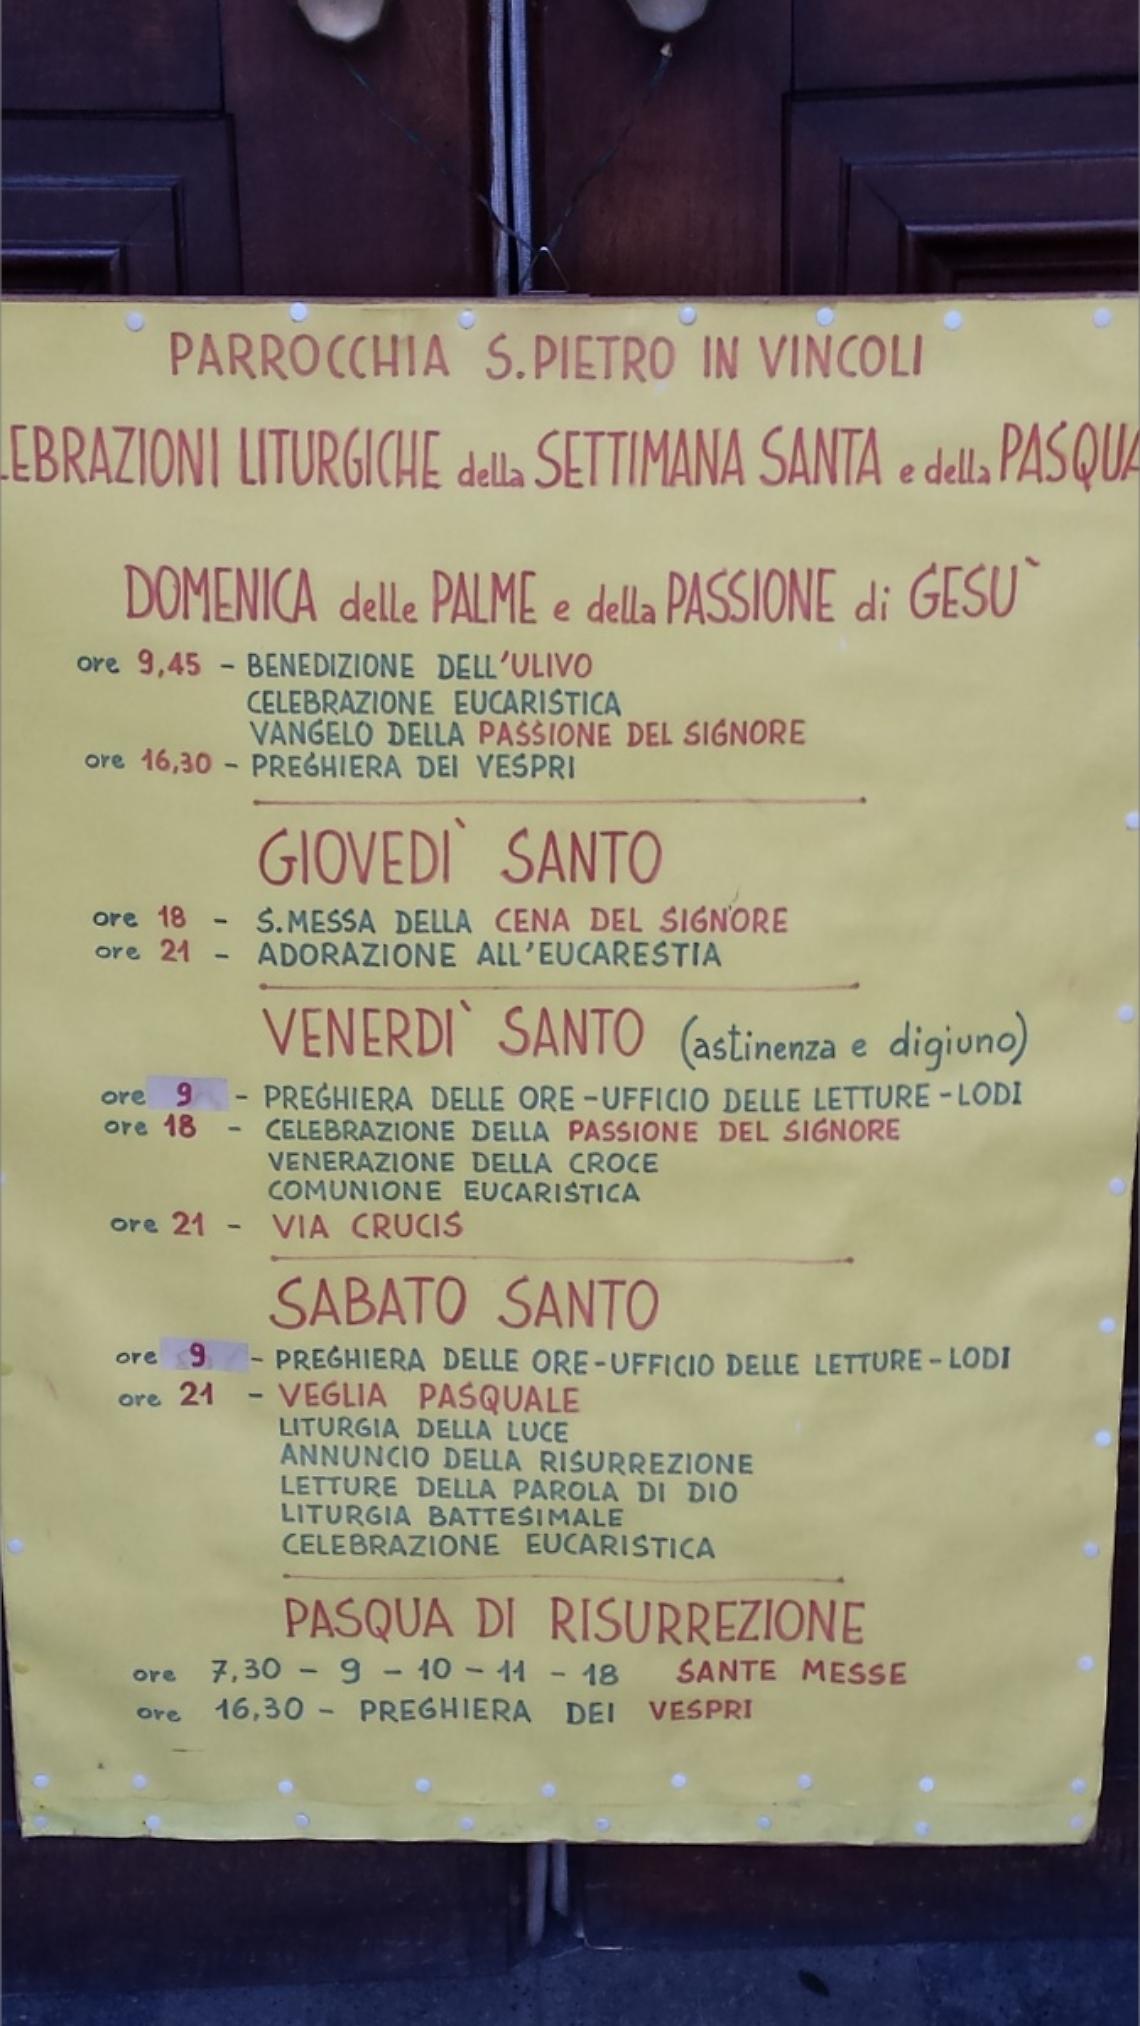 PARROCCHIA S.PIETRO IN VINCOLI
LEBRAZIONI LITURGICHE della SETTIMANA SANTA e della PASQUA
DOMENICA delle PALME e della PASSIONE di GESU`
ore 9,45 - BENEDIZIONE DELL'ULIVO
CELEBRAZIONE EUCARISTICA
VANGELO DELLA PASSIONE DEL SIGNORE
ore 16,30 - PREGHIERA DEI VESPRI
GIOVEDI` SANTO
ore 18 - S.MESSA DELLA CENA DEL SIGNORE
ore 21 - ADORAZIONE ALL'EUCARESTIA
VENERDI` SANTO (astinenza e digiuno)
ore 9 - PREGHIERA DELLE ORE-UFFICIO DELLE LETTURE-LODI
ore 18 - CELEBRAZIONE DELLA PASSIONE DEL SIGNORE
VENERAZIONE DELLA CROCE
COMUNIONE EUCARISTICA
ore 21 - VIA CRUCIS
SABATO SANTO
ore 9 - PREGHIERA DELLE ORE-UFFICIO DELLE LETTURE-LODI
ore 21 - VEGLIA PASQUALE
LITURGIA DELLA LUCE
ANNUNCIO DELLA RISURREZIONE
LETTURE DELLA PAROLA DI DIO
LITURGIA BATTESIMALE
CELEBRAZIONE EUCARISTICA
PASQUA DI RISURREZIONE
ore 7,30 - 9 - 10 - 11 - 18 SANTE MESSE
ore 16,30 - PREGHIERA DEI VESPRI